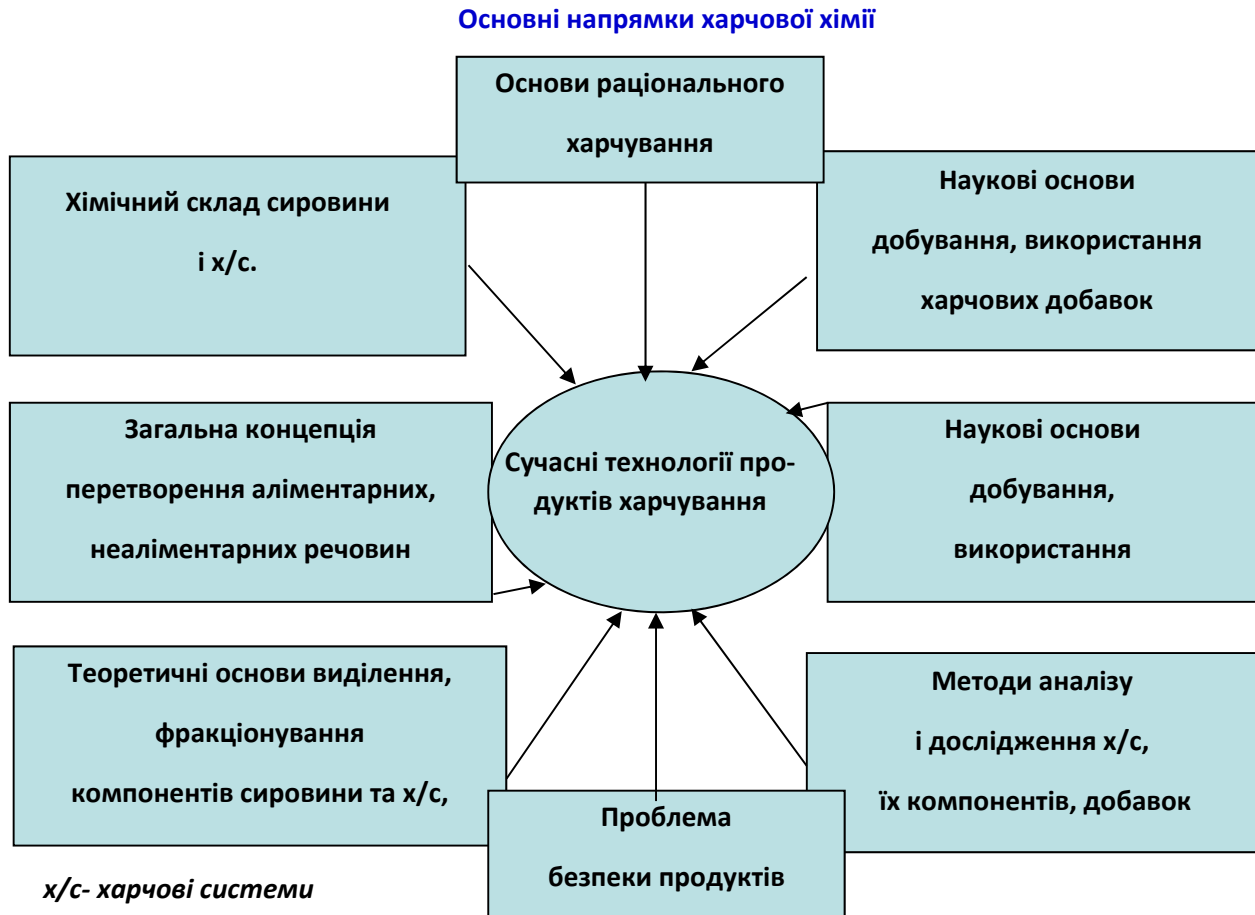 Основні напрямки харчової хімії
Основи раціонального
харчування
Хімічний склад сировини
і х/с.
Наукові основи
добування, використання
харчових добавок
Загальна концепція
перетворення аліментарних,
неаліментарних речовин
Сучасні технології про-
дуктів харчування
Наукові основи
добування,
використання
Теоретичні основи виділення,
фракціонування
компонентів сировини та х/с,
Проблема
безпеки продуктів
Методи аналізу
і дослідження х/с,
їх компонентів, добавок
х/с- харчові системи